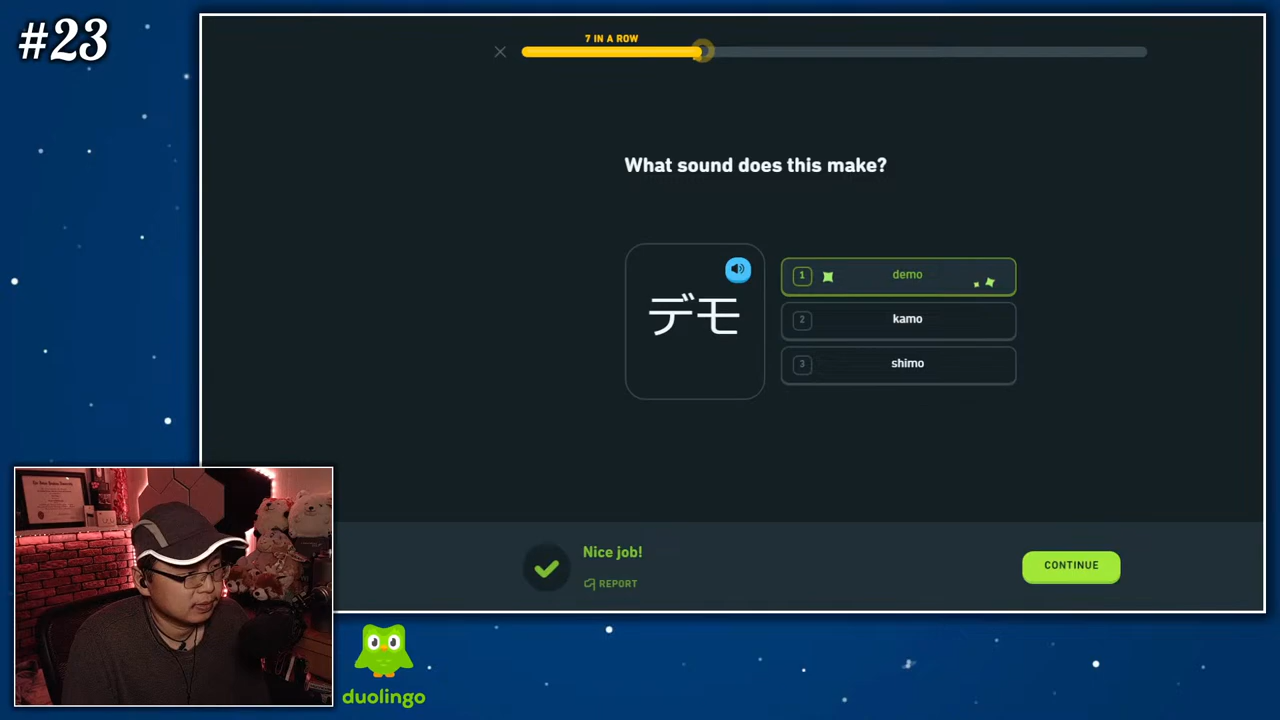 #23
7 IN A ROW
What sound does this make?
デモ
1 demo
2 kamo
3 shimo
Nice job!
REPORT
CONTINUE
duolingo